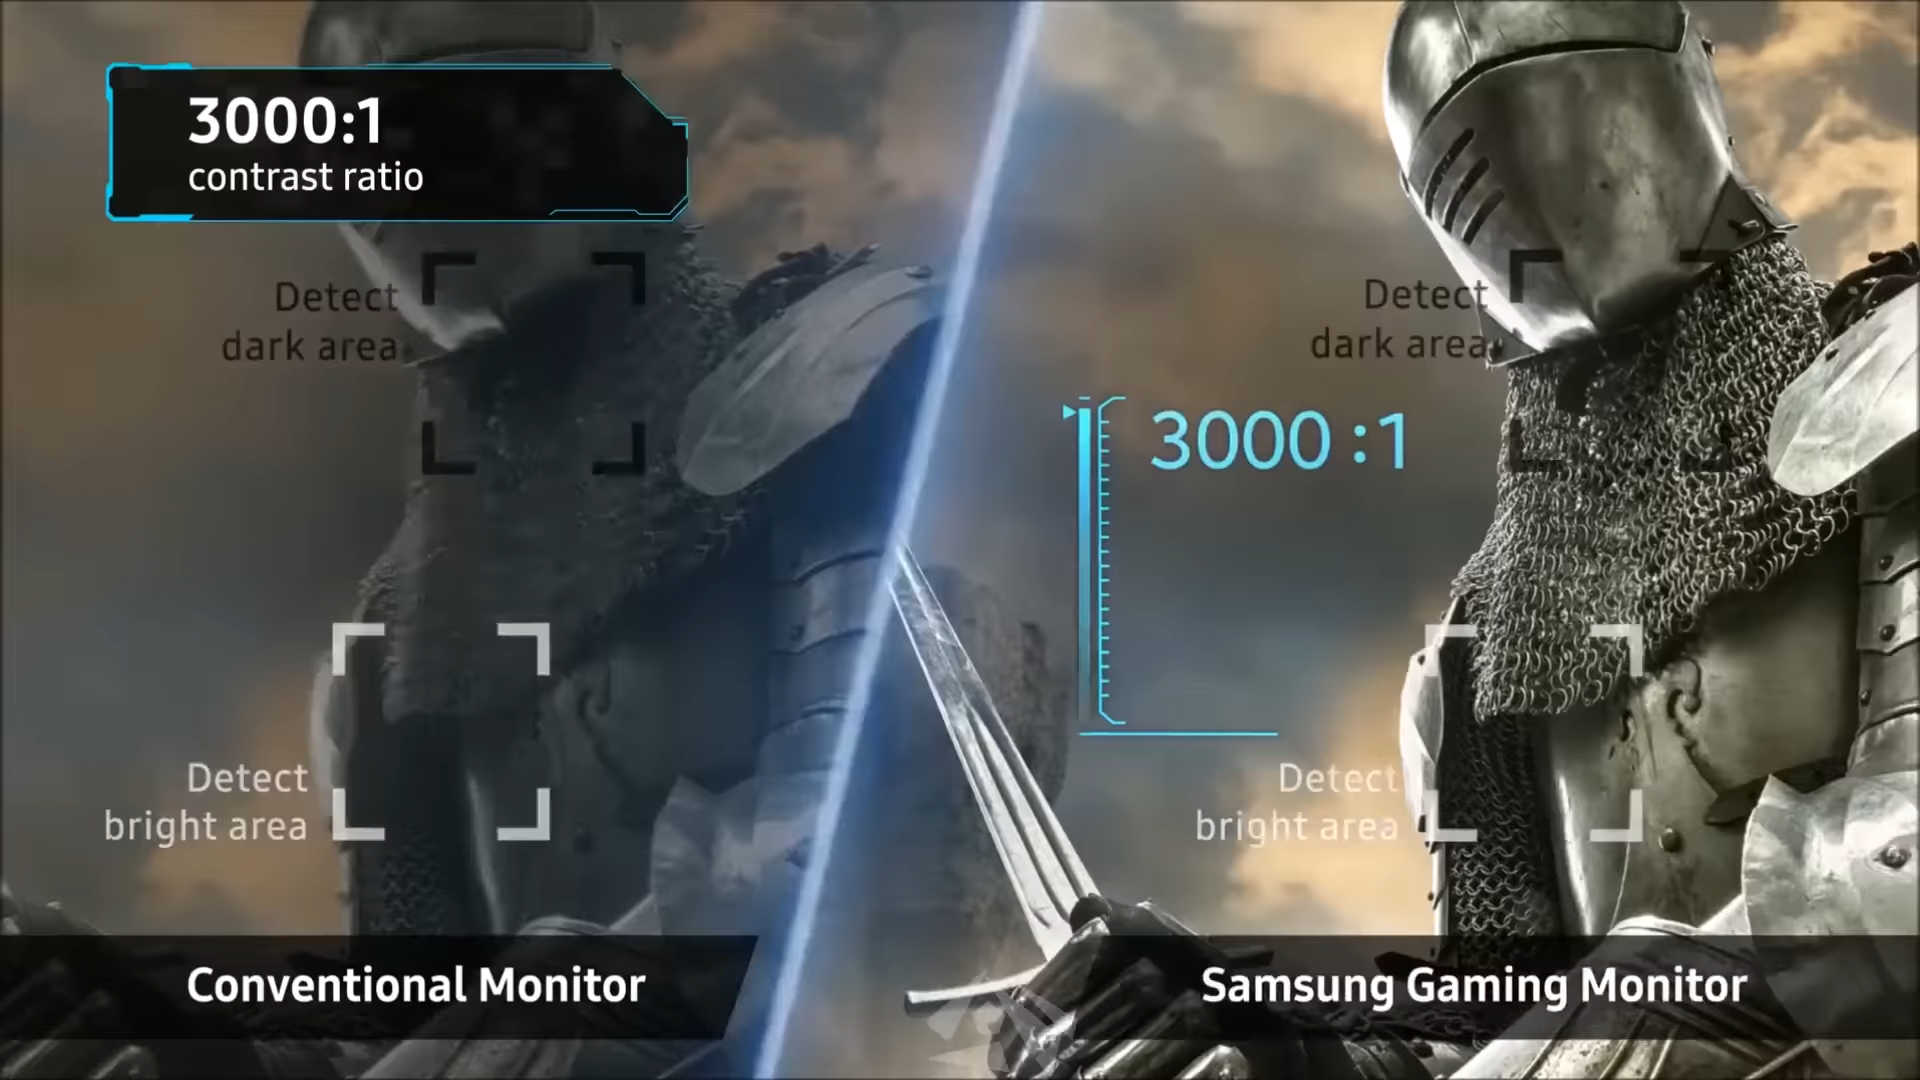 3000:1
contrast ratio
Detect
dark area
Detect
dark area
3000 :1
Detect
bright area
Detect
bright area
Conventional Monitor
Samsung Gaming Monitor